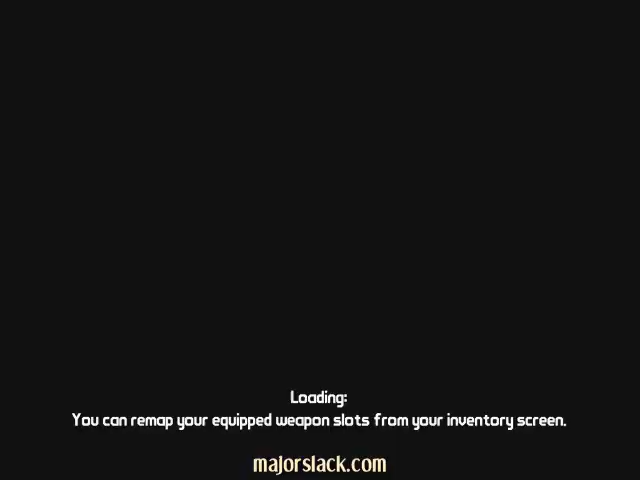 Loading:
You can remap your equipped weapon slots from your inventory screen.
majorslack.com